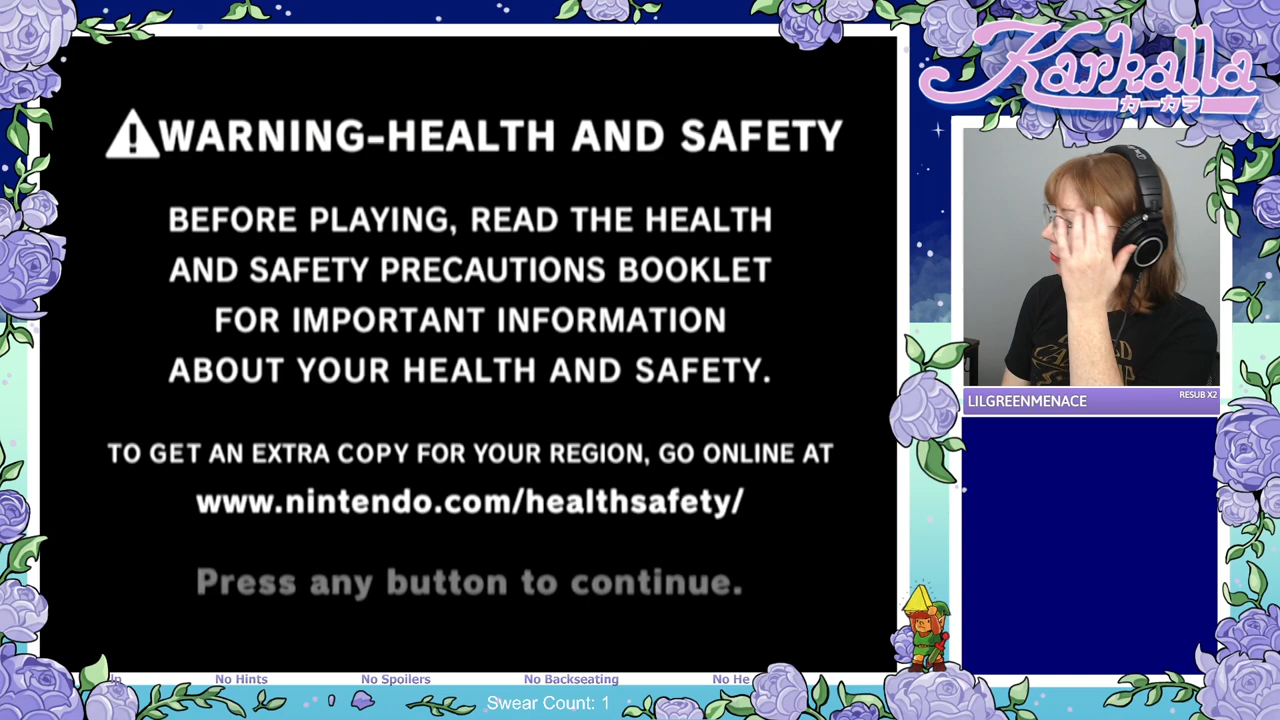 Karkalla
カーカラ
⚠WARNING-HEALTH AND SAFETY
BEFORE PLAYING, READ THE HEALTH
AND SAFETY PRECAUTIONS BOOKLET
FOR IMPORTANT INFORMATION
ABOUT YOUR HEALTH AND SAFETY.
TO GET AN EXTRA COPY FOR YOUR REGION, GO ONLINE AT
www.nintendo.com/healthsafety/
Press any button to continue.
LILGREENMENACE
RESUB X2
lp No Hints No Spoilers No Backseating No He
Swear Count: 1